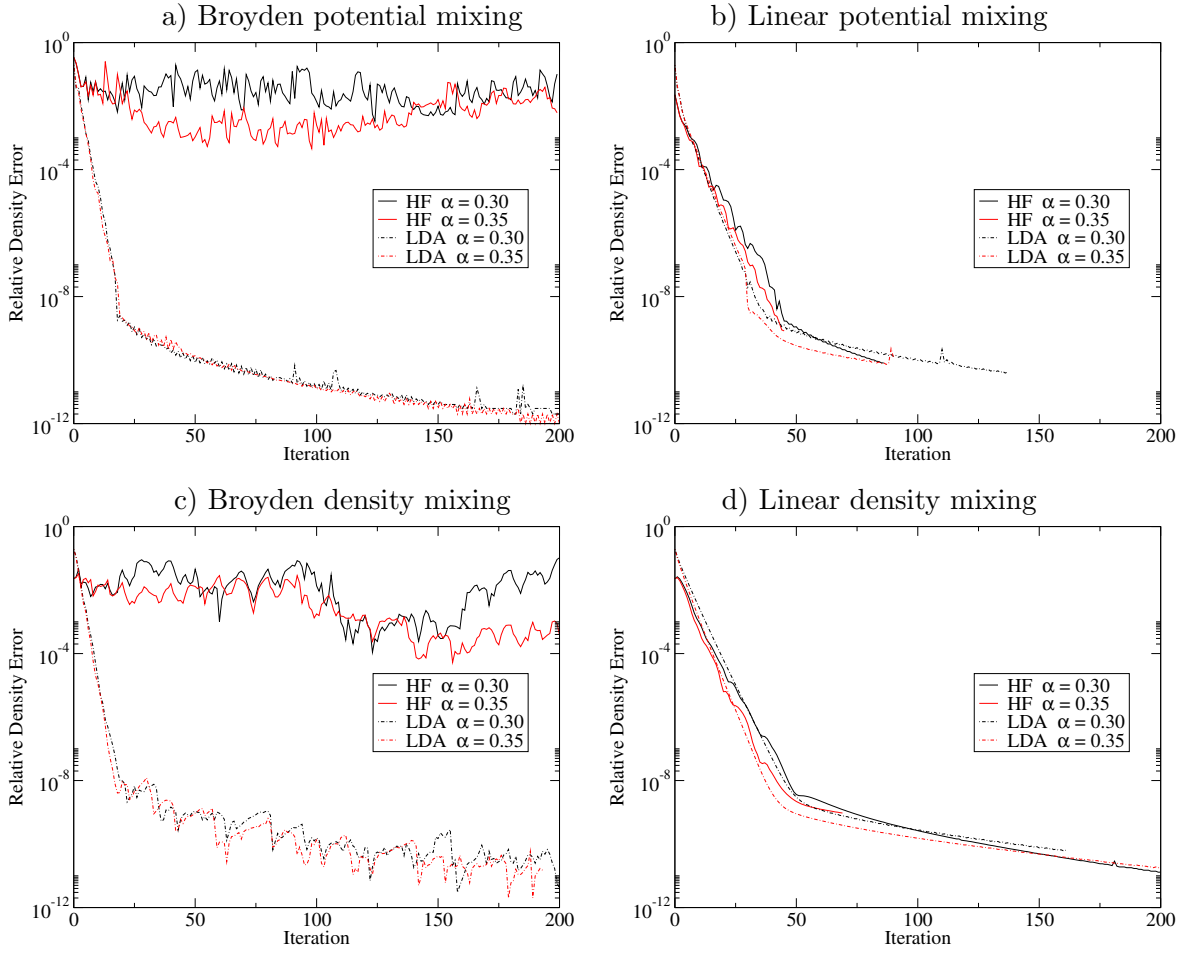 a) Broyden potential mixing
b) Linear potential mixing
10^0
10^-4
10^-8
10^-12
Relative Density Error
HF α = 0.30
HF α = 0.35
LDA α = 0.30
LDA α = 0.35
0 50 100 150 200
Iteration
10^0
10^-4
10^-8
10^-12
Relative Density Error
HF α = 0.30
HF α = 0.35
LDA α = 0.30
LDA α = 0.35
0 50 100 150 200
Iteration
c) Broyden density mixing
d) Linear density mixing
10^0
10^-4
10^-8
10^-12
Relative Density Error
HF α = 0.30
HF α = 0.35
LDA α = 0.30
LDA α = 0.35
0 50 100 150 200
Iteration
10^0
10^-4
10^-8
10^-12
Relative Density Error
HF α = 0.30
HF α = 0.35
LDA α = 0.30
LDA α = 0.35
0 50 100 150 200
Iteration